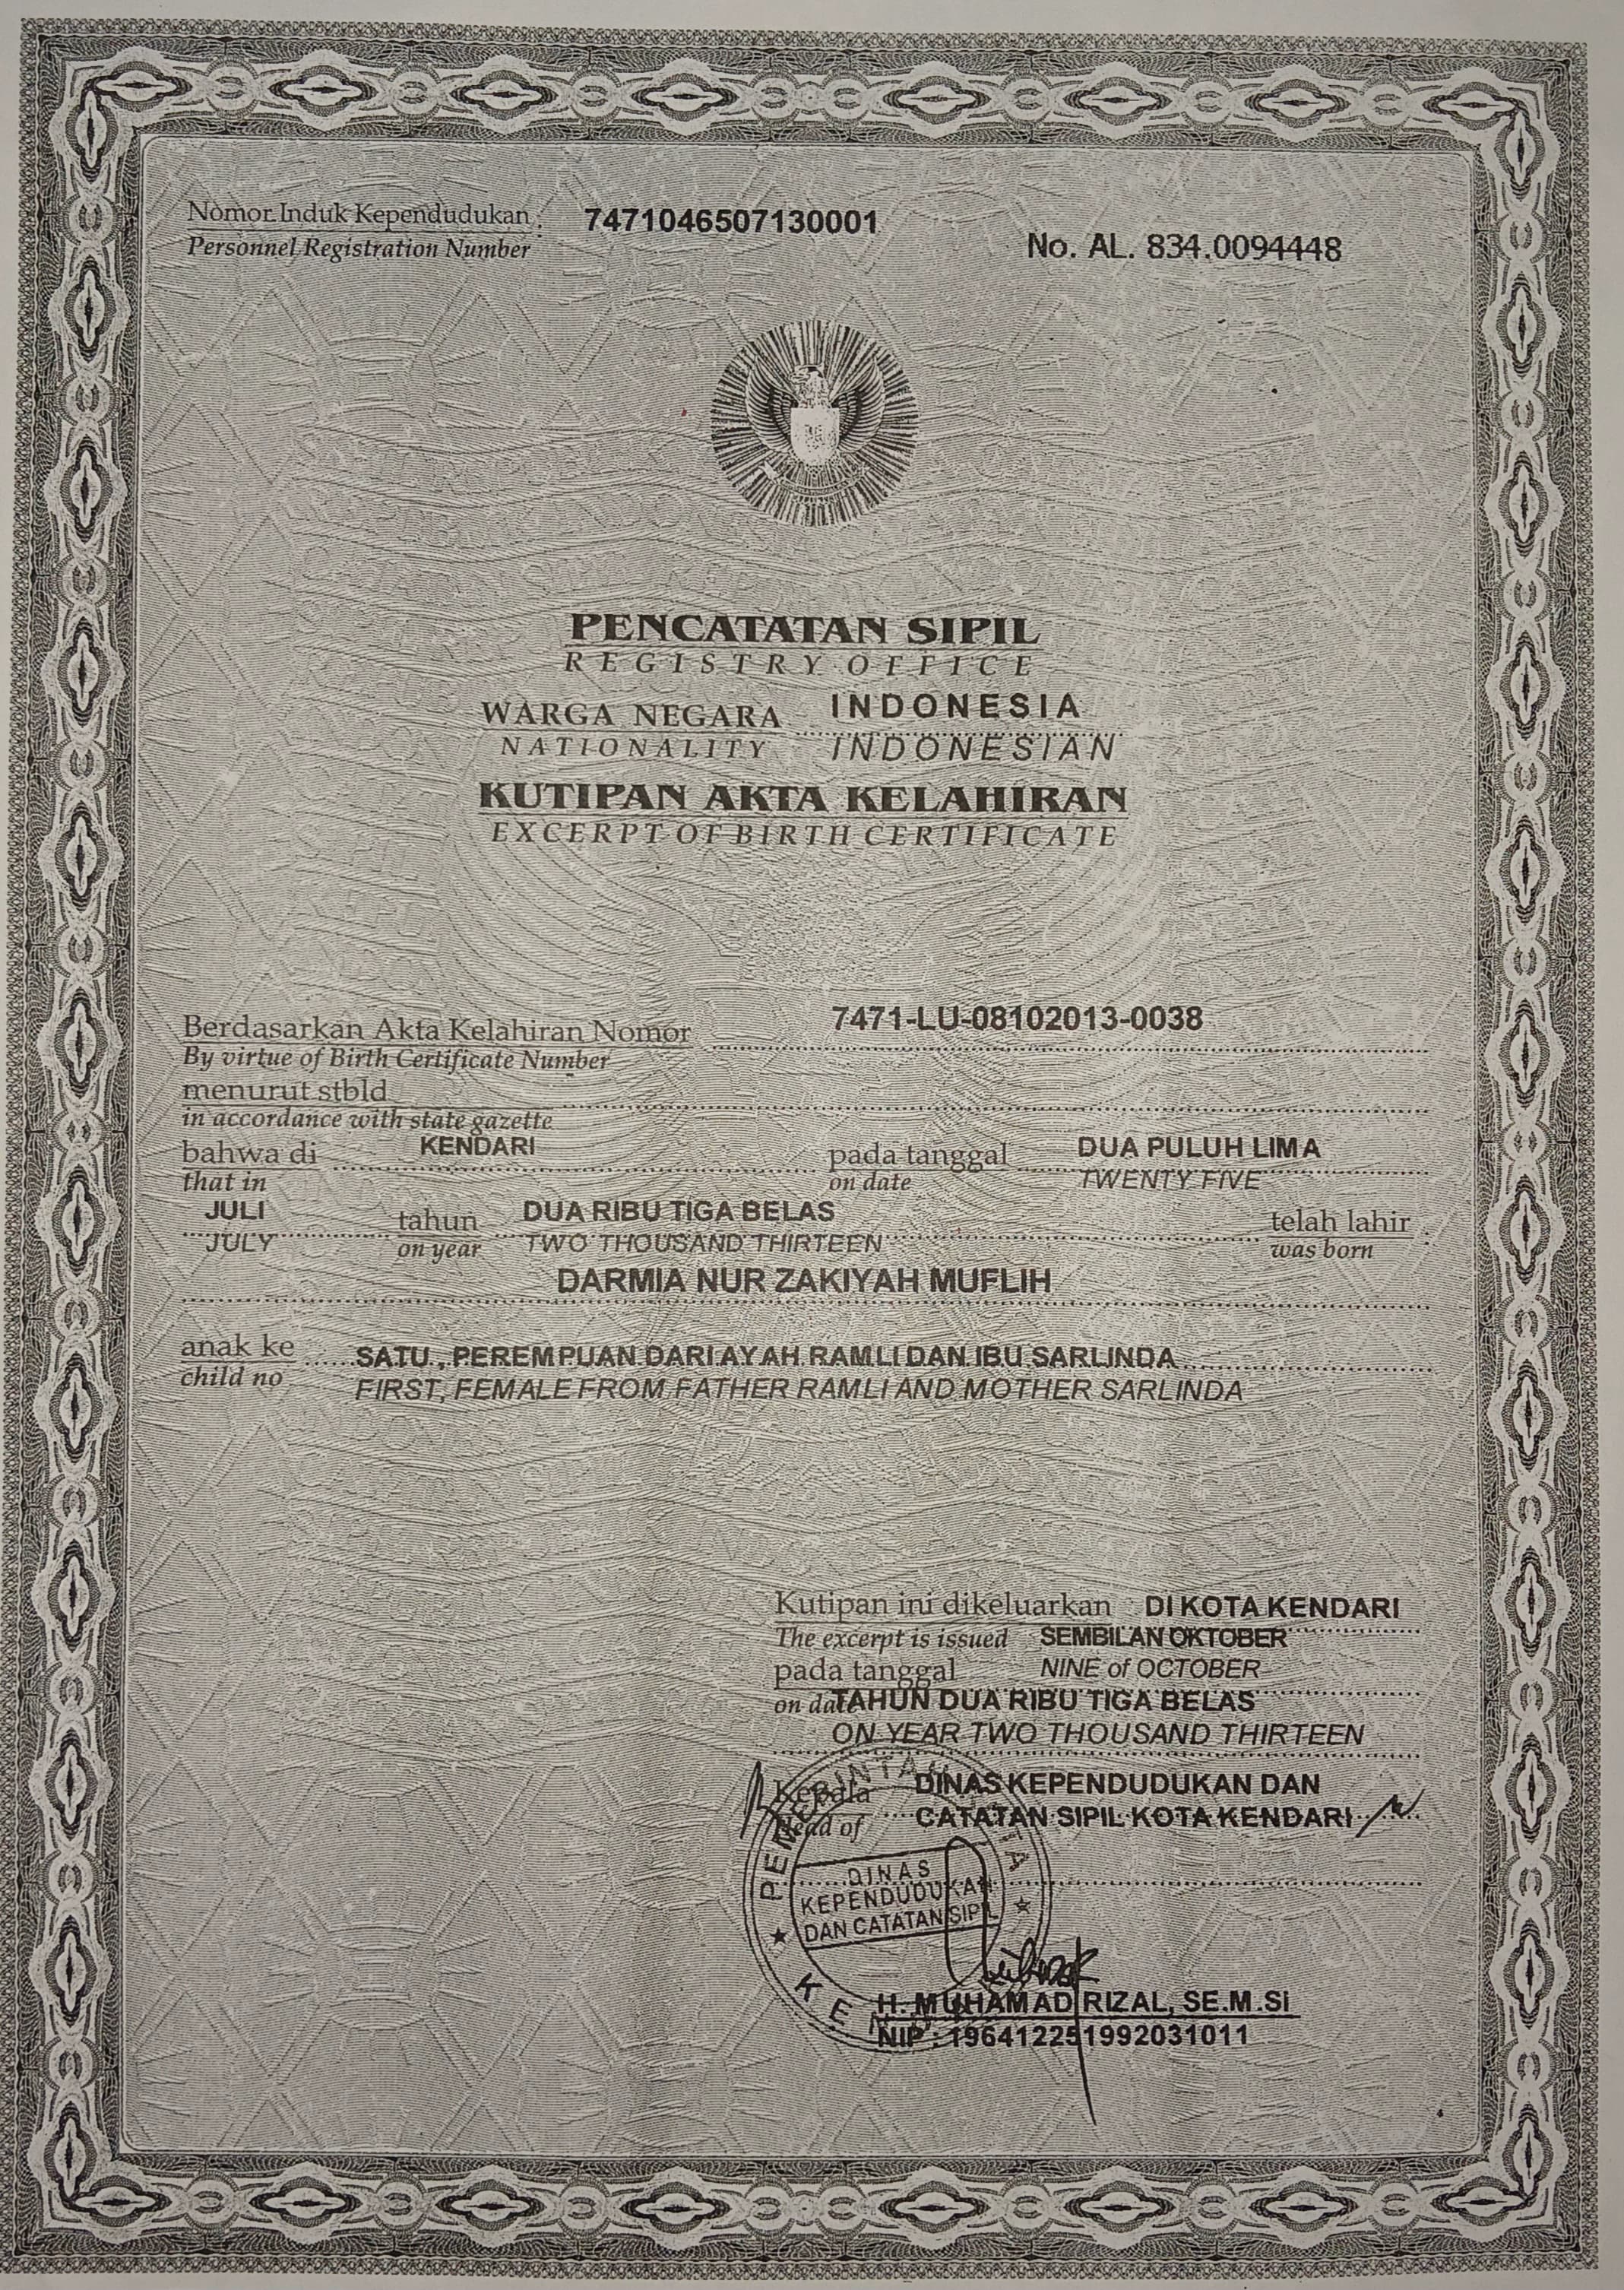 Nomor Induk Kependudukan : 7471046507130001
Personnel Registration Number
No. AL. 834.0094448
PENCATATAN SIPIL
REGISTRY OFFICE
WARGA NEGARA INDONESIA
NATIONALITY INDONESIAN
KUTIPAN AKTA KELAHIRAN
EXCERPT OF BIRTH CERTIFICATE
Berdasarkan Akta Kelahiran Nomor 7471-LU-08102013-0038
By virtue of Birth Certificate Number
menurut stbld
in accordance with state gazette
bahwa di KENDARI pada tanggal DUA PULUH LIMA
that in on date TWENTY FIVE
JULI tahun DUA RIBU TIGA BELAS telah lahir :
JULY on year TWO THOUSAND THIRTEEN was born
DARMIA NUR ZAKIYAH MUFLIH
anak ke SATU , PEREMPUAN DARI AYAH RAMLI DAN IBU SARLINDA
child no FIRST, FEMALE FROM FATHER RAMLI AND MOTHER SARLINDA
Kutipan ini dikeluarkan DI KOTA KENDARI
The excerpt is issued SEMBILAN OKTOBER
pada tanggal NINE of OCTOBER
on date TAHUN DUA RIBU TIGA BELAS
ON YEAR TWO THOUSAND THIRTEEN
Kepala DINAS KEPENDUDUKAN DAN
Head of CATATAN SIPIL KOTA KENDARI
DINAS
KEPENDUDUKAN
DAN CATATAN SIPIL
H. MUHAMAD RIZAL, SE.M.Si
NIP : 196412251992031011